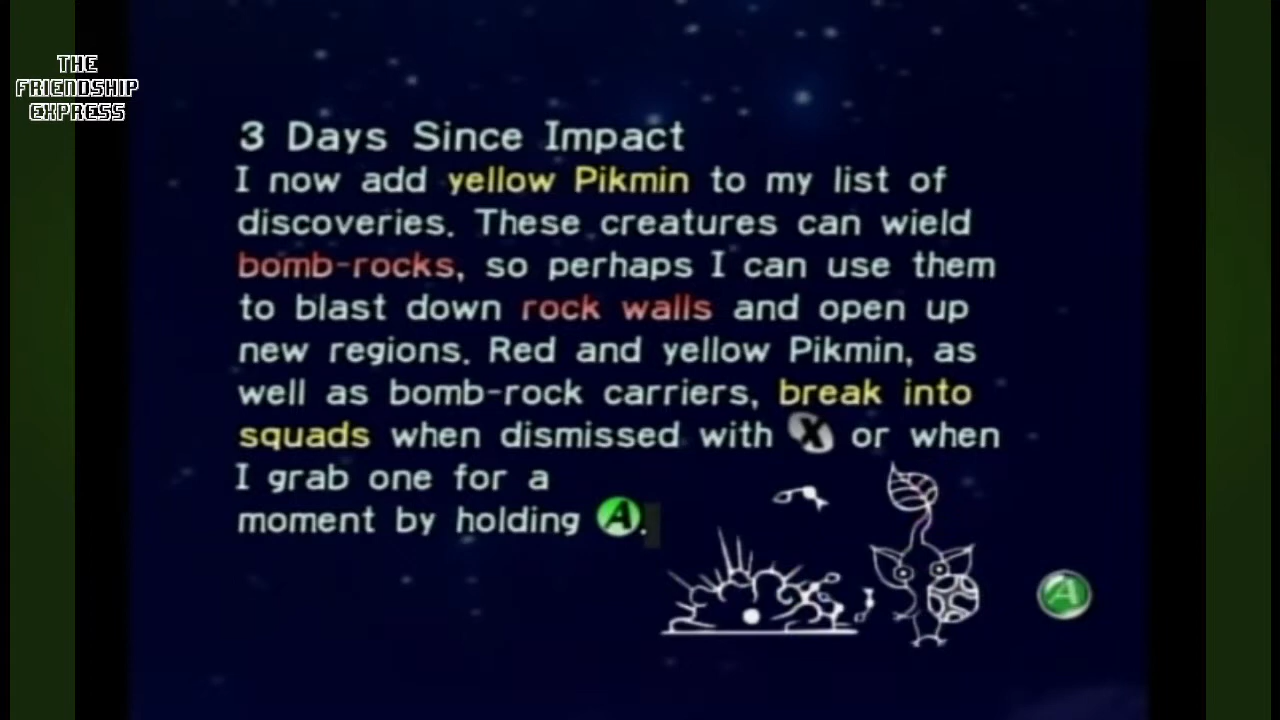 THE
FRIENDSHIP
EXPRESS
3 Days Since Impact
I now add yellow Pikmin to my list of
discoveries. These creatures can wield
bomb-rocks, so perhaps I can use them
to blast down rock walls and open up
new regions. Red and yellow Pikmin, as
well as bomb-rock carriers, break into
squads when dismissed with X or when
I grab one for a
moment by holding A.
A